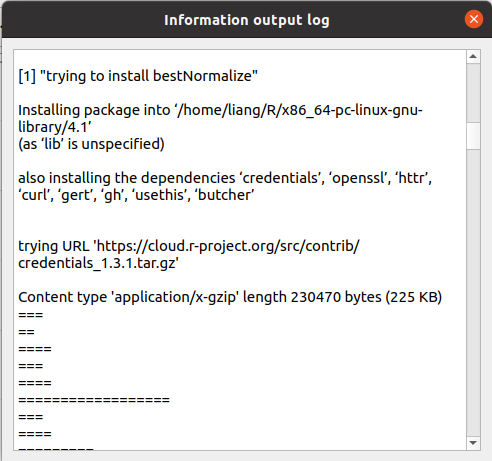 Information output log
[1] "trying to install bestNormalize"
Installing package into ‘/home/liang/R/x86_64-pc-linux-gnu-
library/4.1’
(as ‘lib’ is unspecified)
also installing the dependencies ‘credentials’, ‘openssl’, ‘httr’,
‘curl’, ‘gert’, ‘gh’, ‘usethis’, ‘butcher’
trying URL 'https://cloud.r-project.org/src/contrib/
credentials_1.3.1.tar.gz'
Content type 'application/x-gzip' length 230470 bytes (225 KB)
===
==
====
===
====
==================
===
====
=========